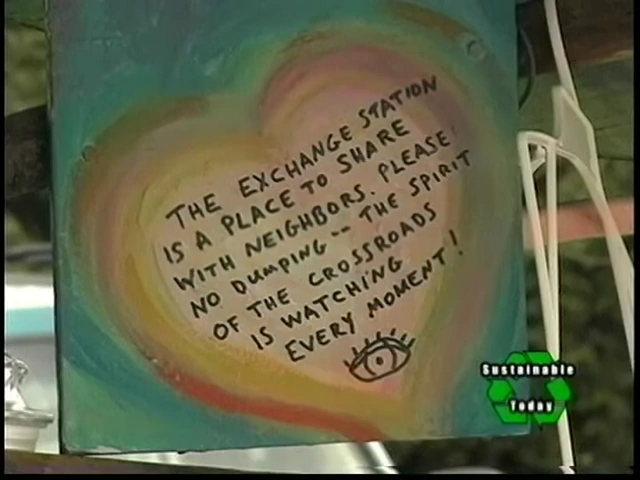 THE EXCHANGE STATION
IS A PLACE TO SHARE
WITH NEIGHBORS. PLEASE
NO DUMPING -- THE SPIRIT
OF THE CROSSROADS
IS WATCHING
EVERY MOMENT!
Sustainable
Today